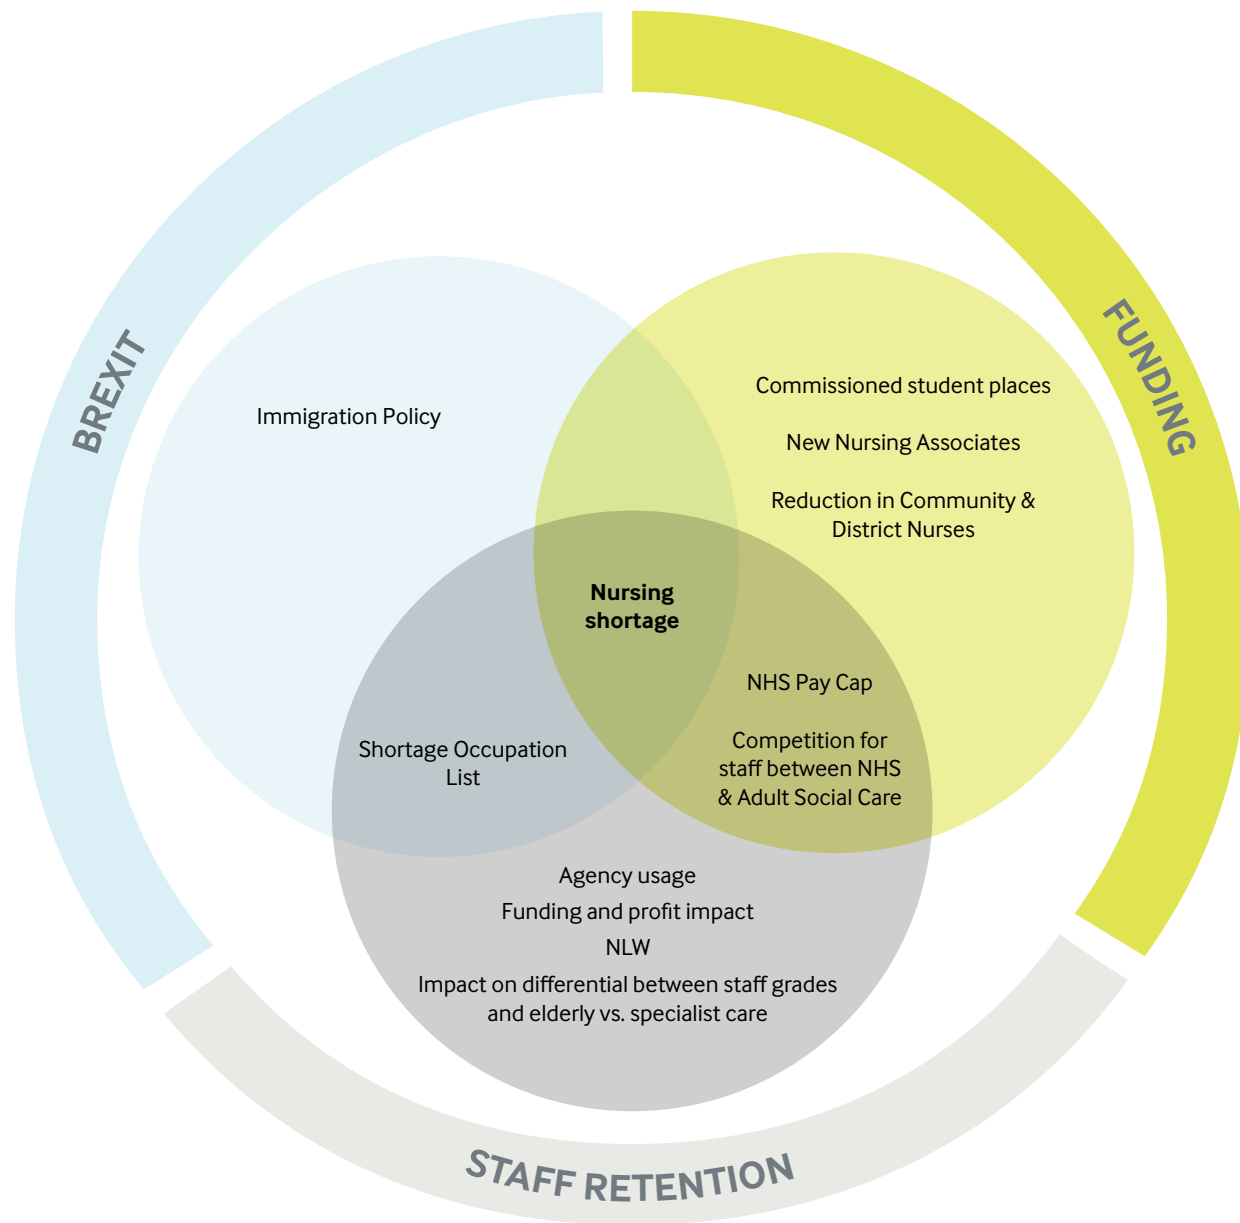 BREXIT
FUNDING
Immigration Policy
Commissioned student places
New Nursing Associates
Reduction in Community &
District Nurses
Nursing
shortage
NHS Pay Cap
Competition for
staff between NHS
& Adult Social Care
Shortage Occupation
List
Agency usage
Funding and profit impact
NLW
Impact on differential between staff grades
and elderly vs. specialist care
STAFF RETENTION